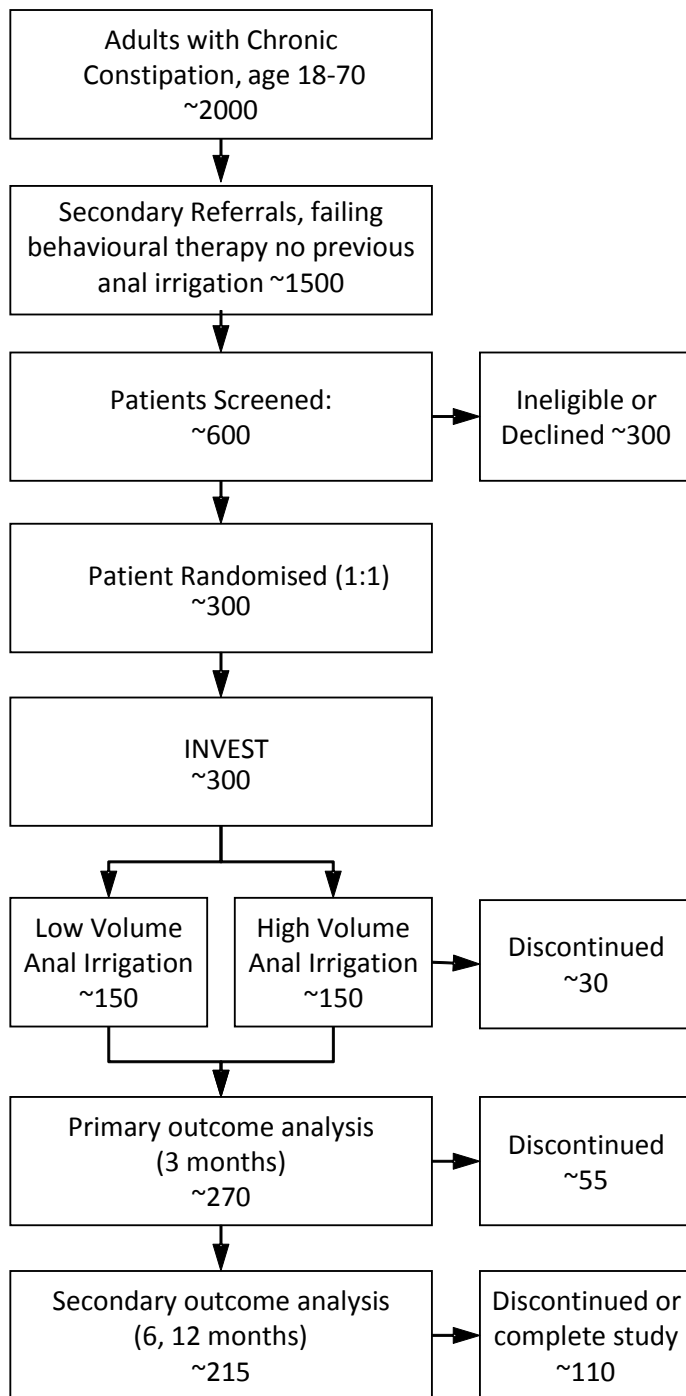 Adults with Chronic
Constipation, age 18-70
~2000
Secondary Referrals, failing
behavioural therapy no previous
anal irrigation ~1500
Patients Screened:
~600
Ineligible or
Declined ~300
Patient Randomised (1:1)
~300
INVEST
~300
Low Volume
Anal Irrigation
~150
High Volume
Anal Irrigation
~150
Discontinued
~30
Primary outcome analysis
(3 months)
~270
Discontinued
~55
Secondary outcome analysis
(6, 12 months)
~215
Discontinued or
complete study
~110